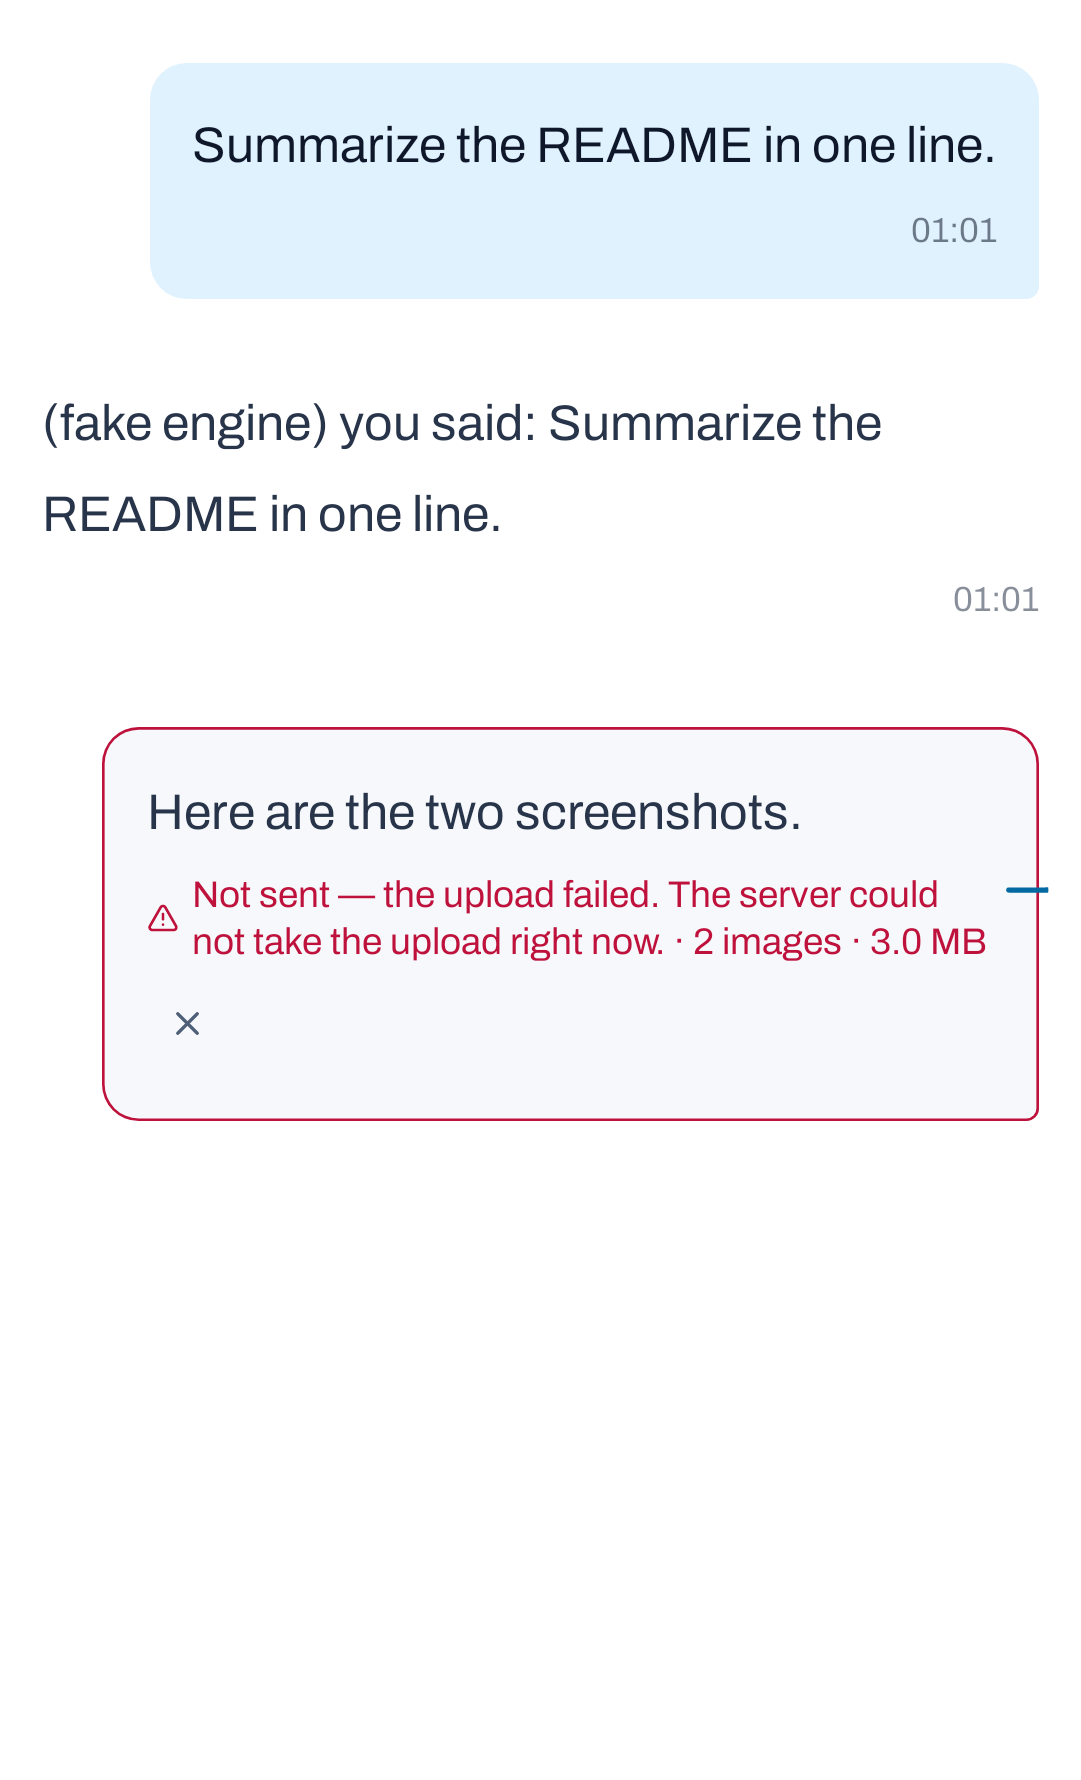 Summarize the README in one line.
01:01
(fake engine) you said: Summarize the
README in one line.
01:01
Here are the two screenshots.
Not sent — the upload failed. The server could
not take the upload right now. · 2 images · 3.0 MB